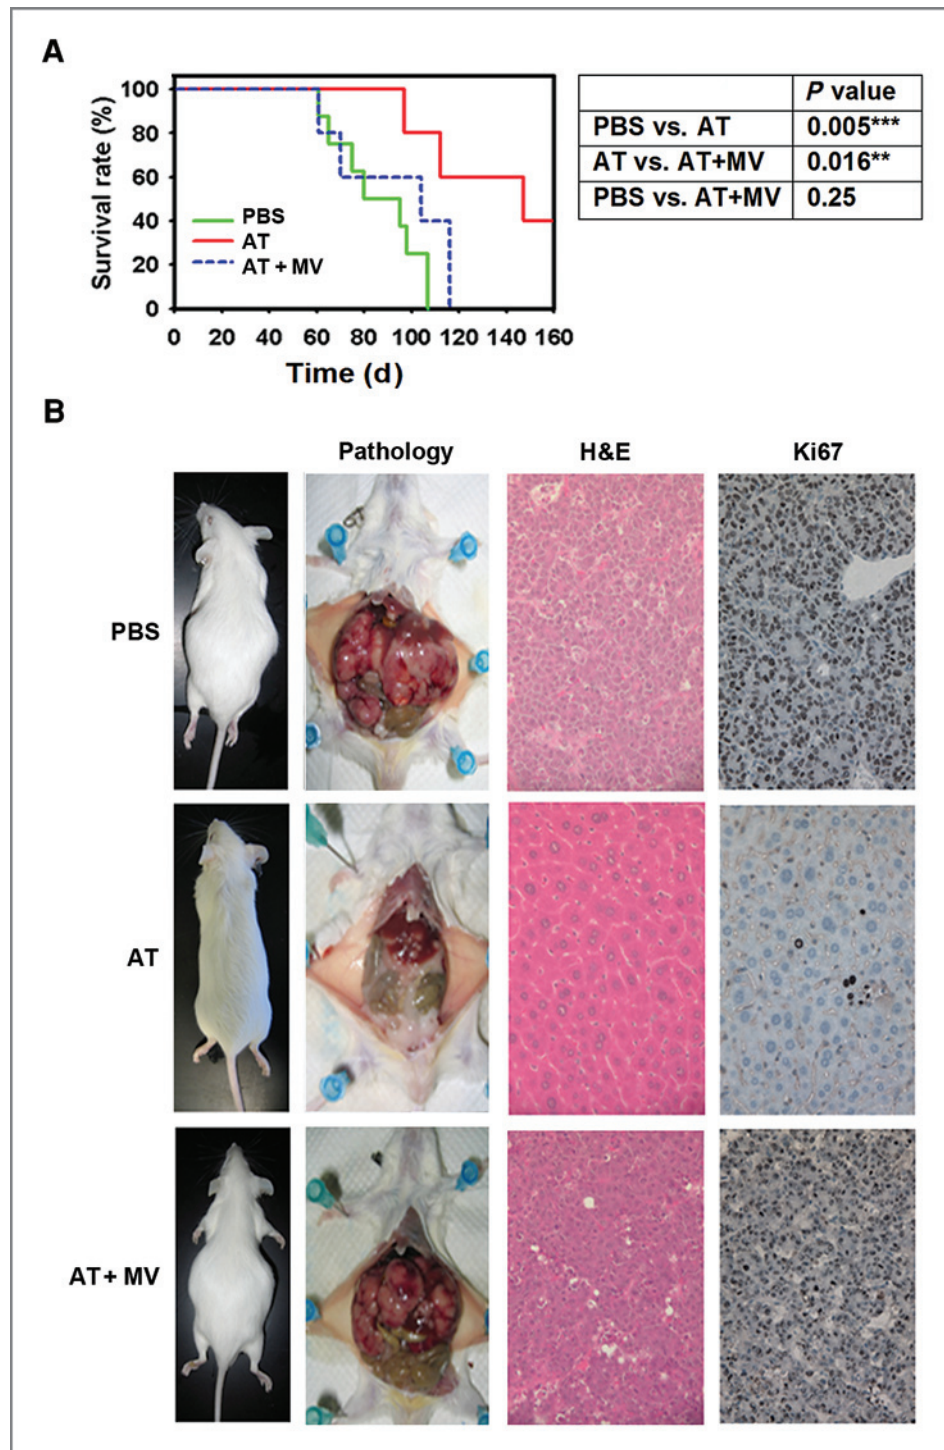 A
Survival rate (%)
100
80
60
40
20
0
PBS
AT
AT + MV
0 20 40 60 80 100 120 140 160
Time (d)
P value
PBS vs. AT 0.005***
AT vs. AT+MV 0.016**
PBS vs. AT+MV 0.25
B
Pathology H&E Ki67
PBS
AT
AT + MV